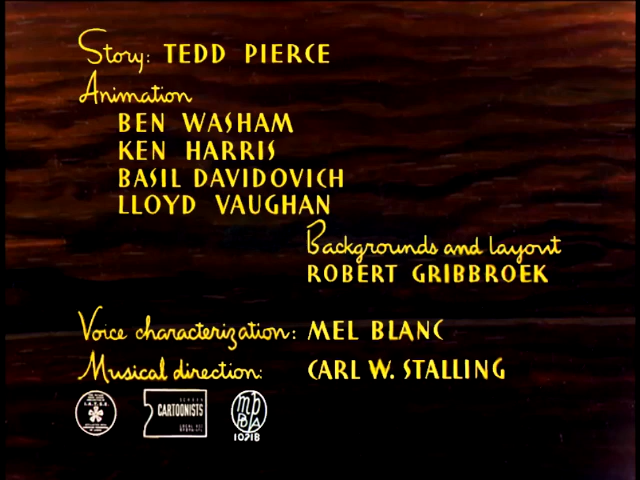 Story: TEDD PIERCE
Animation
BEN WASHAM
KEN HARRIS
BASIL DAVIDOVICH
LLOYD VAUGHAN
Backgrounds and layout
ROBERT GRIBBROEK
Voice characterization: MEL BLANC
Musical direction: CARL W. STALLING
SCREEN
CARTOONISTS